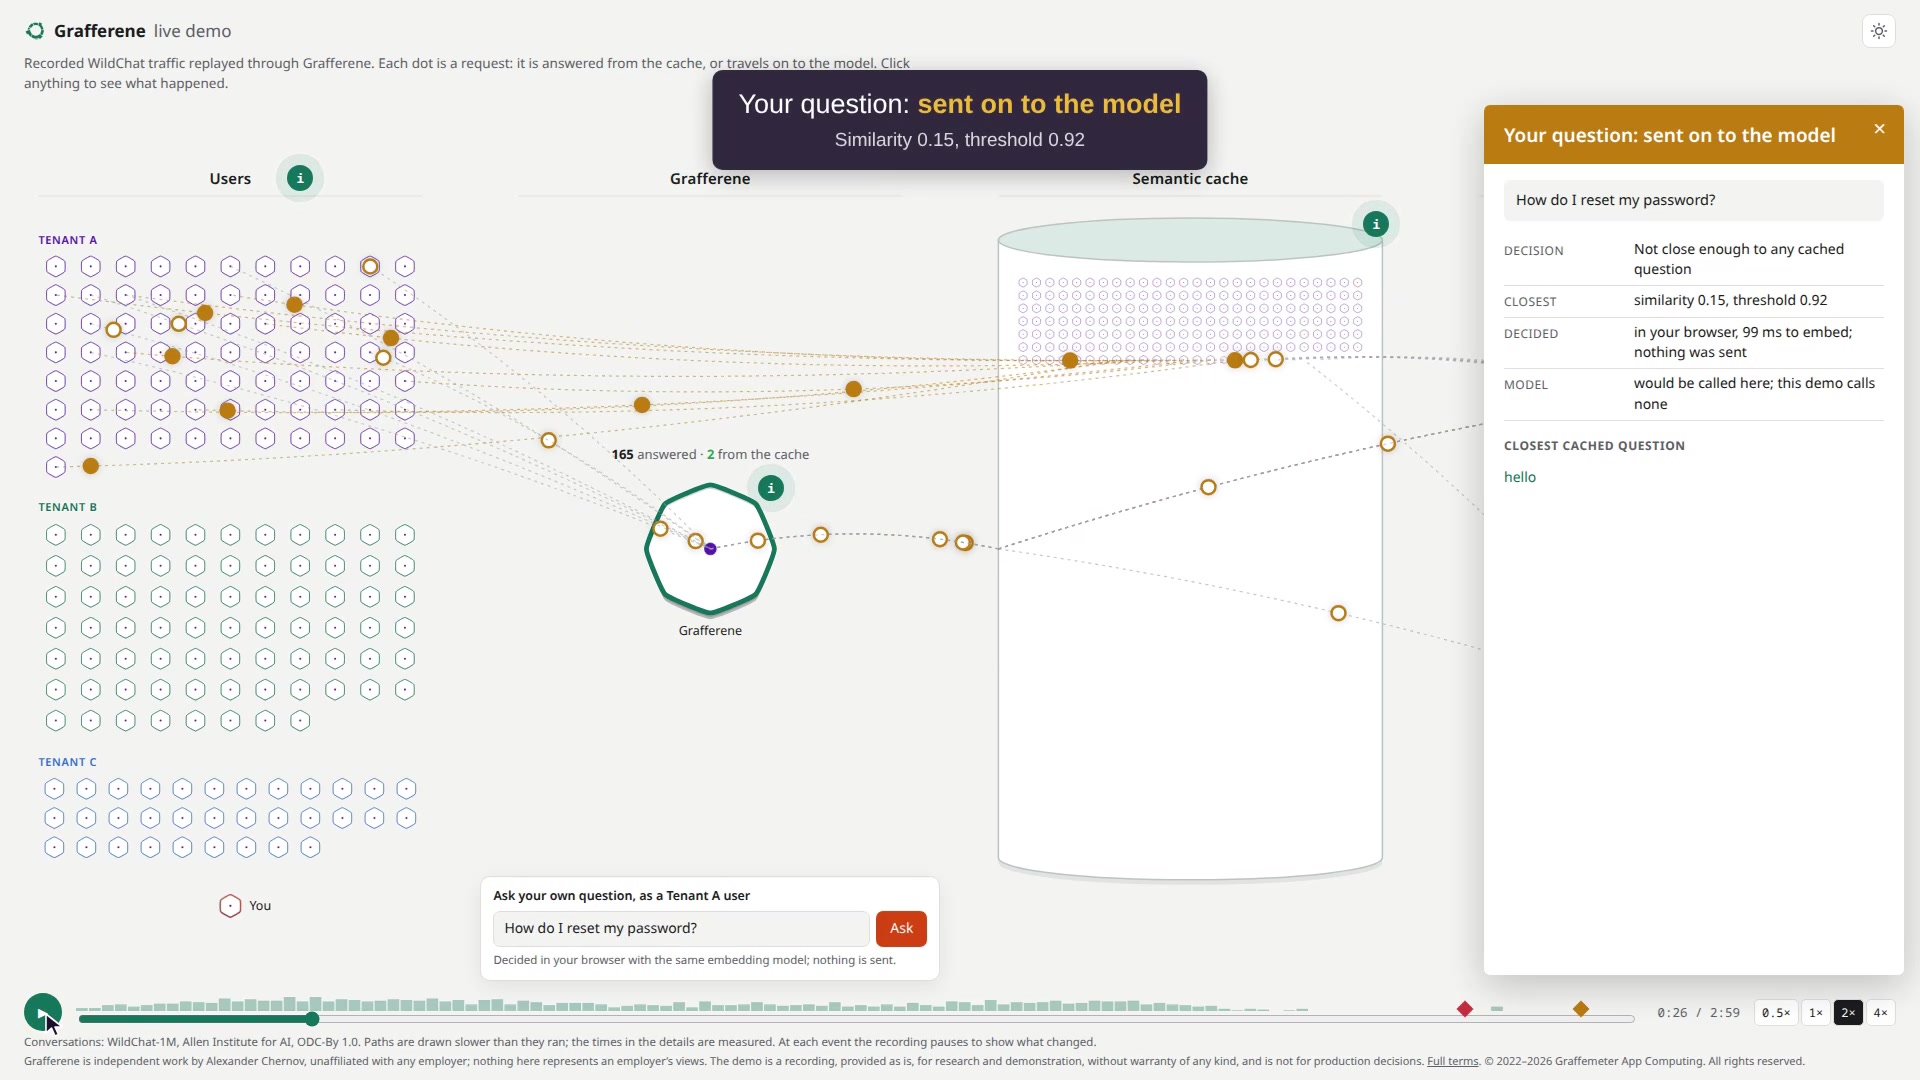 Grafferene live demo
Recorded WildChat traffic replayed through Grafferene. Each dot is a request: it is answered from the cache, or travels on to the model. Click
anything to see what happened.
Your question: sent on to the model
Similarity 0.15, threshold 0.92
Users
i
Grafferene
Semantic cache
i
TENANT A
165 answered · 2 from the cache
i
Grafferene
TENANT B
TENANT C
You
Ask your own question, as a Tenant A user
How do I reset my password?
Ask
Decided in your browser with the same embedding model; nothing is sent.
Your question: sent on to the model
×
How do I reset my password?
DECISION Not close enough to any cached
question
CLOSEST similarity 0.15, threshold 0.92
DECIDED in your browser, 99 ms to embed;
nothing was sent
MODEL would be called here; this demo calls
none
CLOSEST CACHED QUESTION
hello
0:26 / 2:59 0.5× 1× 2× 4×
Conversations: WildChat-1M, Allen Institute for AI, ODC-By 1.0. Paths are drawn slower than they ran; the times in the details are measured. At each event the recording pauses to show what changed.
Grafferene is independent work by Alexander Chernov, unaffiliated with any employer; nothing here represents an employer's views. The demo is a recording, provided as is, for research and demonstration, without warranty of any kind, and is not for production decisions. Full terms. © 2022–2026 Graffemeter App Computing. All rights reserved.